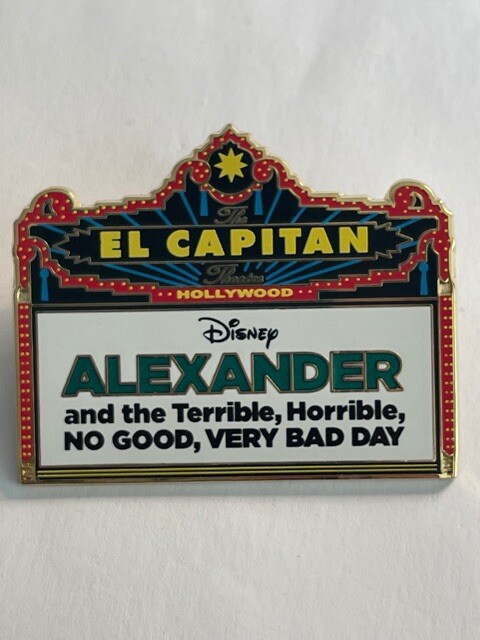 The
EL CAPITAN
Theatre
HOLLYWOOD
Disney
ALEXANDER
and the Terrible, Horrible,
NO GOOD, VERY BAD DAY